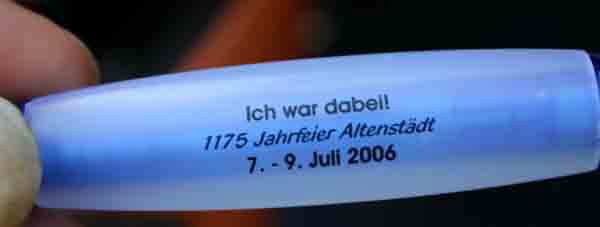 Ich war dabei!
1175 Jahrfeier Altenstädt
7. - 9. Juli 2006